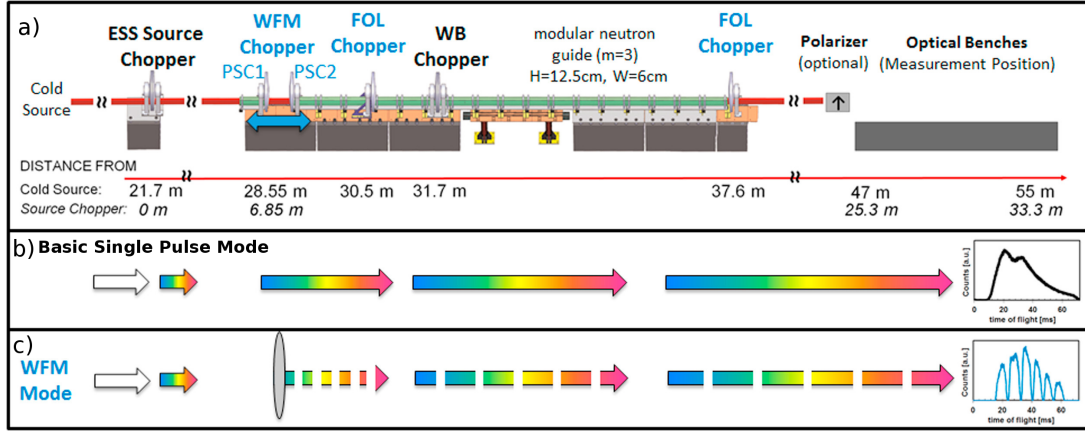 a)
ESS Source
Chopper
WFM
Chopper
PSC1 PSC2
FOL
Chopper
WB
Chopper
modular neutron
guide (m=3)
H=12.5cm, W=6cm
FOL
Chopper
Polarizer
(optional)
Optical Benches
(Measurement Position)
Cold
Source
DISTANCE FROM
Cold Source: 21.7 m 28.55 m 30.5 m 31.7 m 37.6 m 47 m 55 m
Source Chopper: 0 m 6.85 m 25.3 m 33.3 m
b) Basic Single Pulse Mode
Counts [a.u.]
0 20 40 60
time of flight [ms]
c)
WFM
Mode
Counts [a.u.]
0 20 40 60
time of flight [ms]